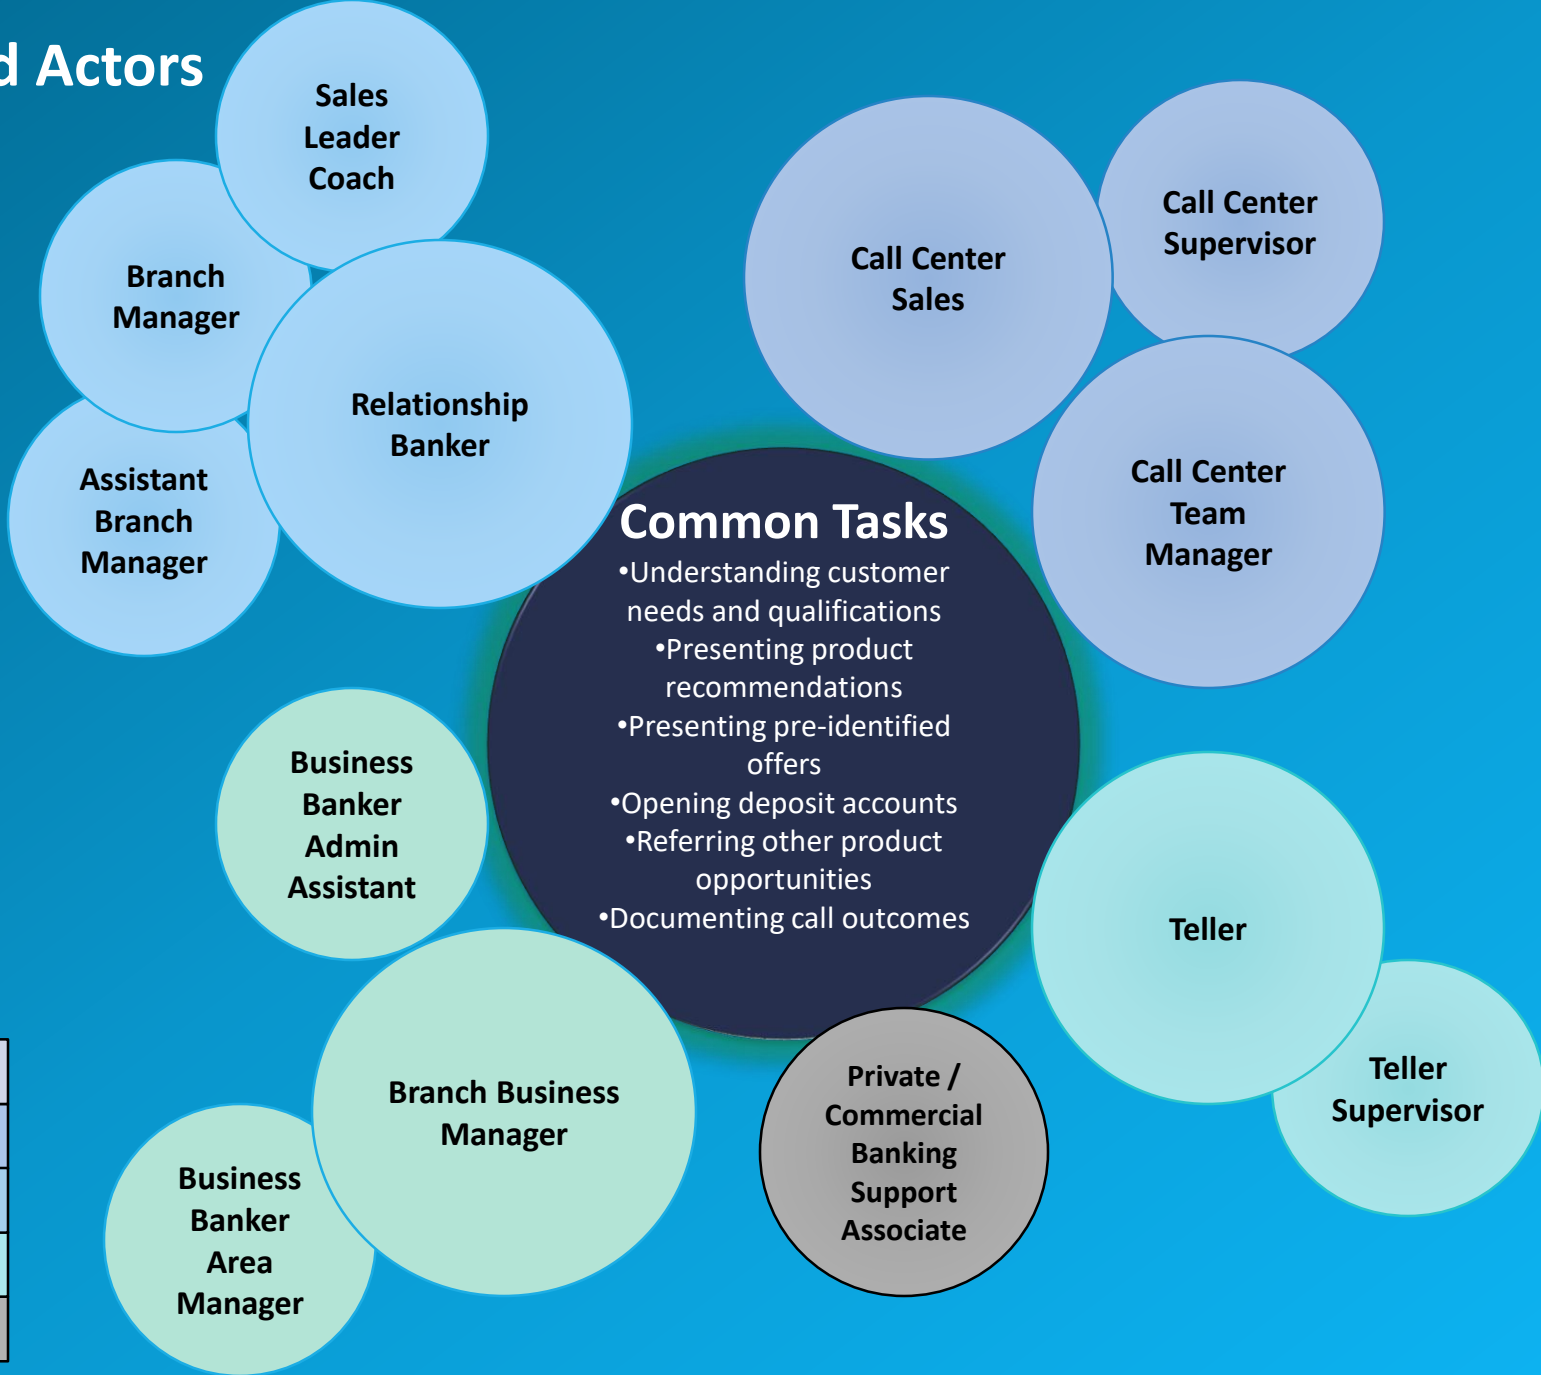 d Actors
Sales
Leader
Coach
Branch
Manager
Relationship
Banker
Assistant
Branch
Manager
Call Center
Sales
Call Center
Supervisor
Call Center
Team
Manager
Common Tasks
•Understanding customer
needs and qualifications
•Presenting product
recommendations
•Presenting pre-identified
offers
•Opening deposit accounts
•Referring other product
opportunities
•Documenting call outcomes
Business
Banker
Admin
Assistant
Branch Business
Manager
Business
Banker
Area
Manager
Private /
Commercial
Banking
Support
Associate
Teller
Teller
Supervisor